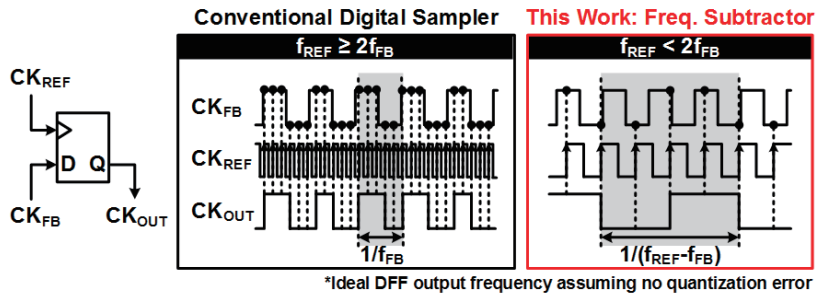 Conventional Digital Sampler
This Work: Freq. Subtractor
fREF ≥ 2fFB
fREF < 2fFB
CKREF
D Q
CKFB
CKOUT
CKFB
CKREF
CKOUT
1/fFB
1/(fREF-fFB)
*Ideal DFF output frequency assuming no quantization error